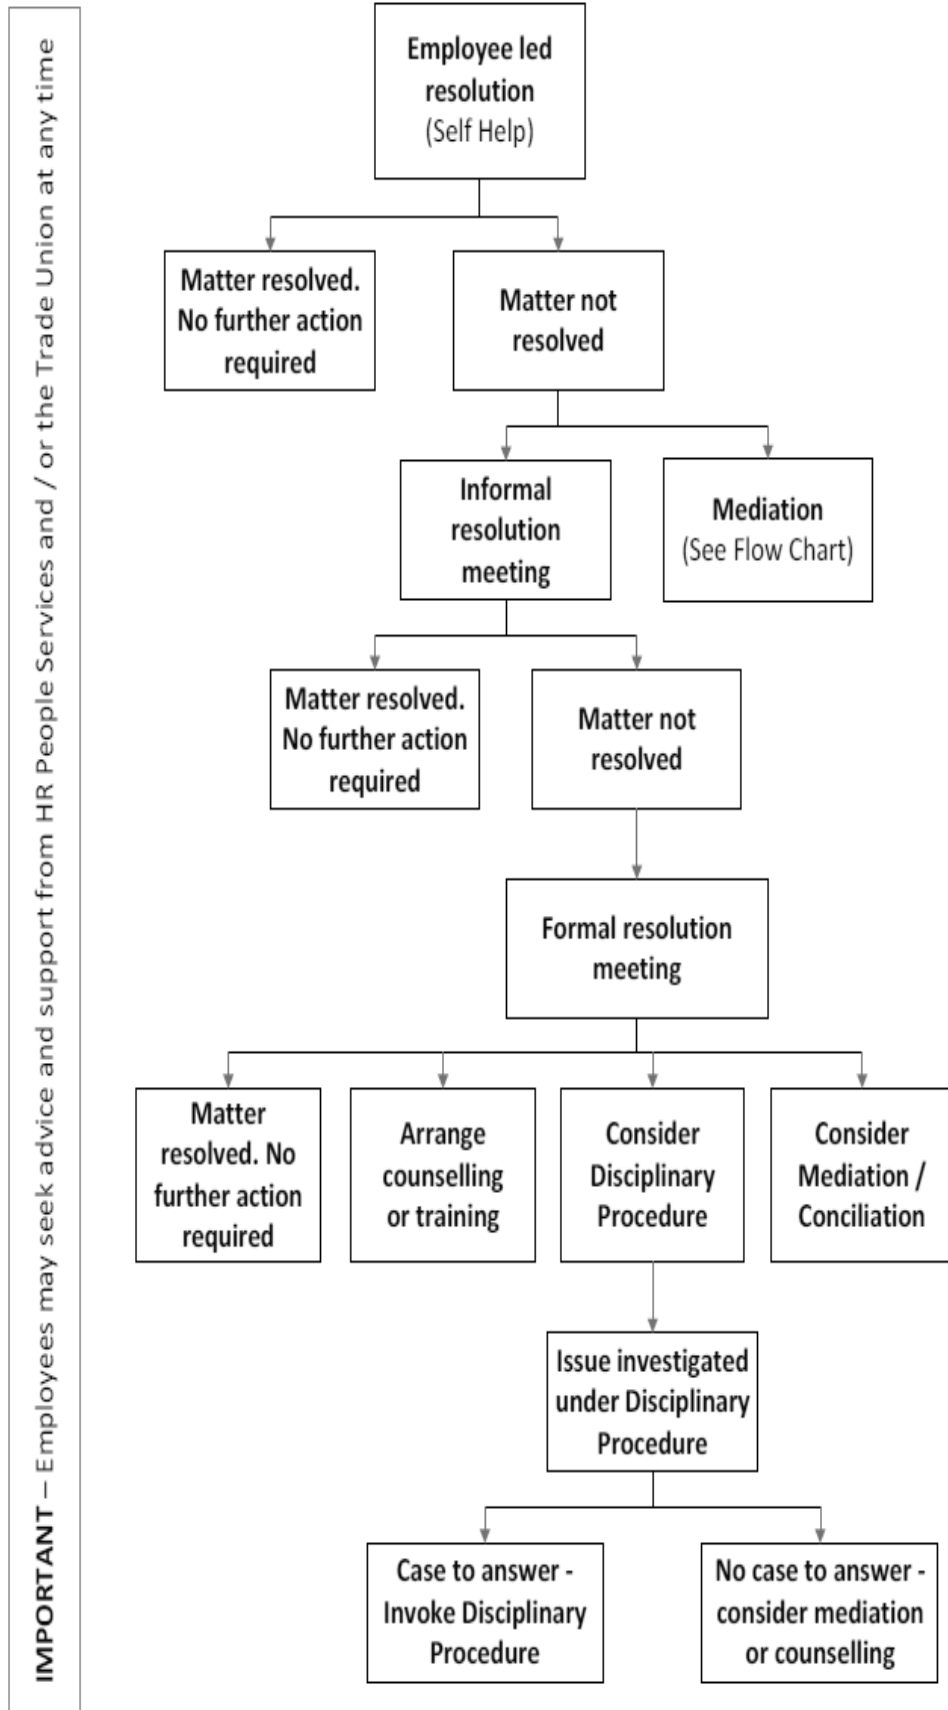 IMPORTANT – Employees may seek advice and support from HR People Services and / or the Trade Union at any time
Employee led
resolution
(Self Help)
Matter resolved.
No further action
required
Matter not
resolved
Informal
resolution
meeting
Mediation
(See Flow Chart)
Matter resolved.
No further action
required
Matter not
resolved
Formal resolution
meeting
Matter
resolved. No
further action
required
Arrange
counselling
or training
Consider
Disciplinary
Procedure
Consider
Mediation /
Conciliation
Issue investigated
under Disciplinary
Procedure
Case to answer -
Invoke Disciplinary
Procedure
No case to answer -
consider mediation
or counselling